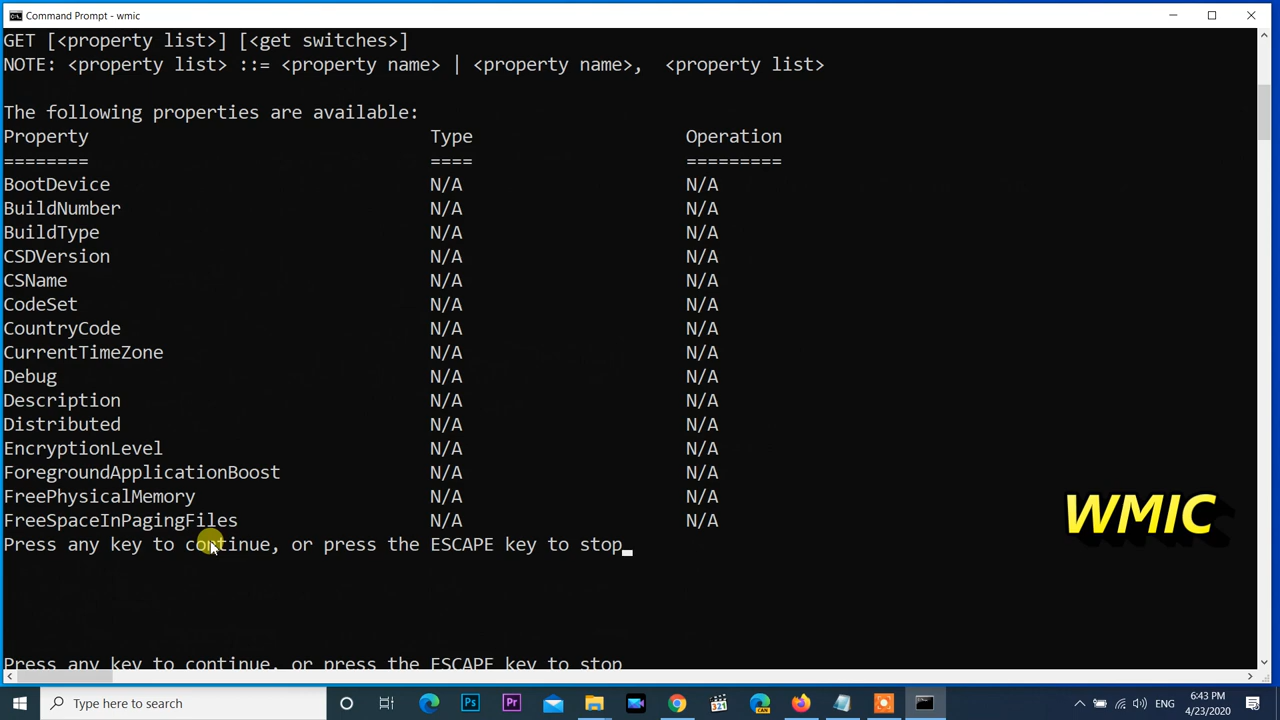 Command Prompt - wmic
GET [<property list>] [<get switches>]
NOTE: <property list> ::= <property name> | <property name>,  <property list>
The following properties are available:
Property Type Operation
======== ==== =========
BootDevice N/A N/A
BuildNumber N/A N/A
BuildType N/A N/A
CSDVersion N/A N/A
CSName N/A N/A
CodeSet N/A N/A
CountryCode N/A N/A
CurrentTimeZone N/A N/A
Debug N/A N/A
Description N/A N/A
Distributed N/A N/A
EncryptionLevel N/A N/A
ForegroundApplicationBoost N/A N/A
FreePhysicalMemory N/A N/A
FreeSpaceInPagingFiles N/A N/A
WMIC
Press any key to continue, or press the ESCAPE key to stop
Press any key to continue, or press the ESCAPE key to stop
Type here to search
Ps
Pr
321
CAN
ENG
6:43 PM
4/23/2020